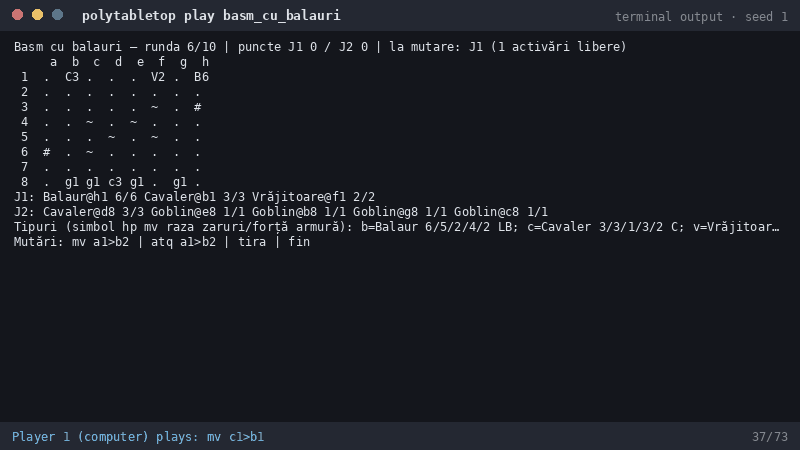 polytabletop play basm_cu_balauri
terminal output · seed 1
Basm cu balauri — runda 6/10 | puncte J1 0 / J2 0 | la mutare: J1 (1 activări libere)
a b c d e f g h
1 . C3 . . . V2 . B6
2 . . . . . . . .
3 . . . . . ~ . #
4 . . ~ . ~ . . .
5 . . . ~ . ~ . .
6 # . ~ . . . . .
7 . . . . . . . .
8 . g1 g1 c3 g1 . g1 .
J1: Balaur@h1 6/6 Cavaler@b1 3/3 Vrăjitoare@f1 2/2
J2: Cavaler@d8 3/3 Goblin@e8 1/1 Goblin@b8 1/1 Goblin@g8 1/1 Goblin@c8 1/1
Tipuri (simbol hp mv raza zaruri/forță armură): b=Balaur 6/5/2/4/2 LB; c=Cavaler 3/3/1/3/2 C; v=Vrăjitoar…
Mutări: mv a1>b2 | atq a1>b2 | tira | fin
Player 1 (computer) plays: mv c1>b1
37/73